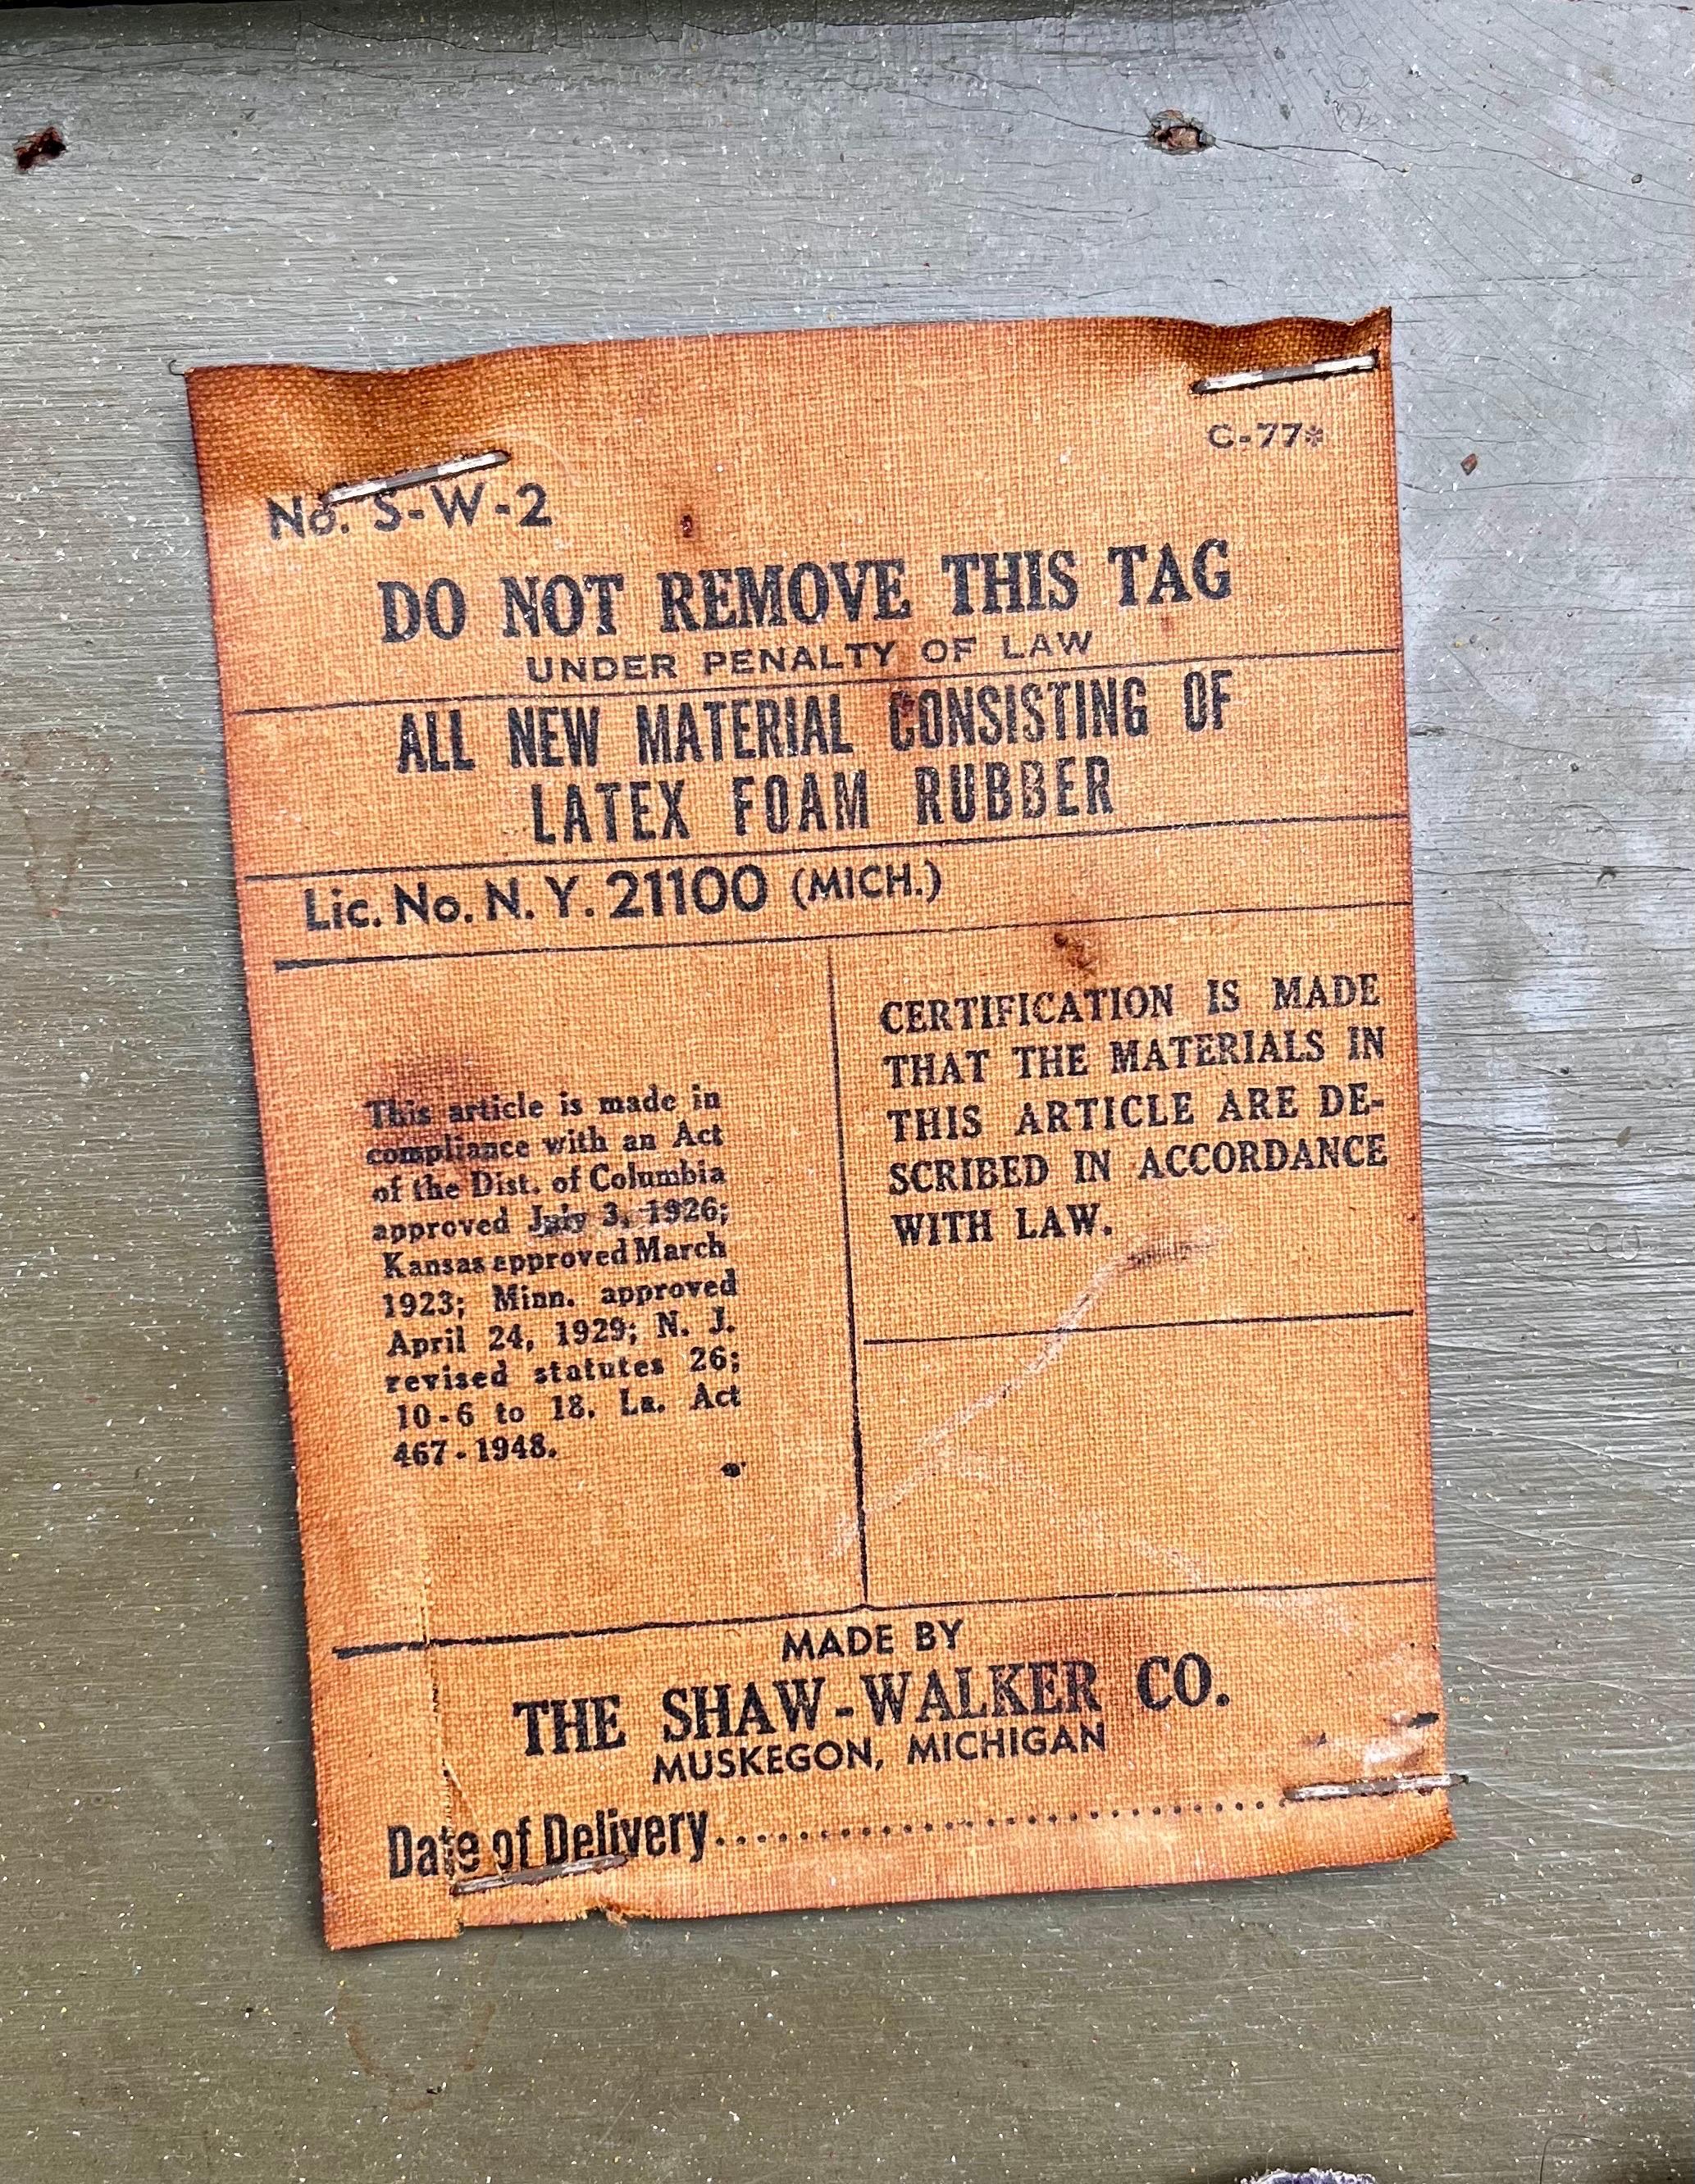 C-77*
No. S-W-2
DO NOT REMOVE THIS TAG
UNDER PENALTY OF LAW
ALL NEW MATERIAL CONSISTING OF
LATEX FOAM RUBBER
Lic. No. N. Y. 21100 (MICH.)
This article is made in
compliance with an Act
of the Dist. of Columbia
approved July 3, 1926;
Kansas approved March
1923; Minn. approved
April 24, 1929; N. J.
revised statutes 26;
10-6 to 18. La. Act
467-1948.
CERTIFICATION IS MADE
THAT THE MATERIALS IN
THIS ARTICLE ARE DE-
SCRIBED IN ACCORDANCE
WITH LAW.
MADE BY
THE SHAW-WALKER CO.
MUSKEGON, MICHIGAN
Date of Delivery........................................